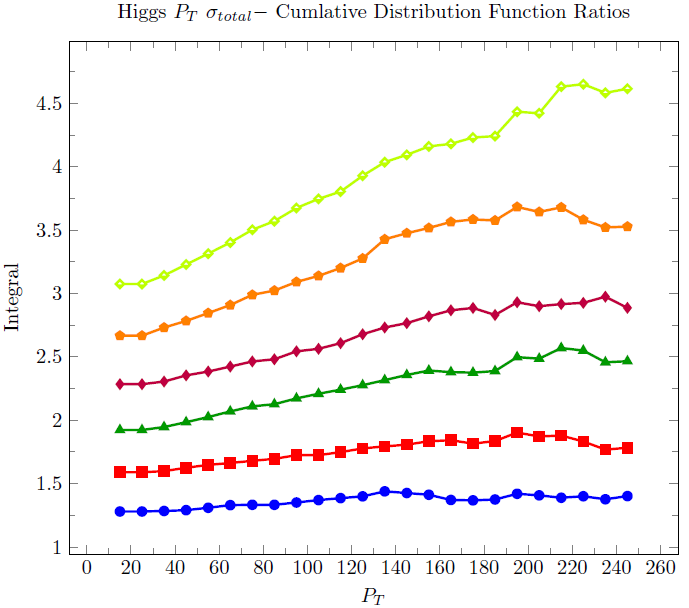 Higgs P_T σ_total− Cumlative Distribution Function Ratios
4.5
4
3.5
3
2.5
2
1.5
1
Integral
0 20 40 60 80 100 120 140 160 180 200 220 240 260
P_T